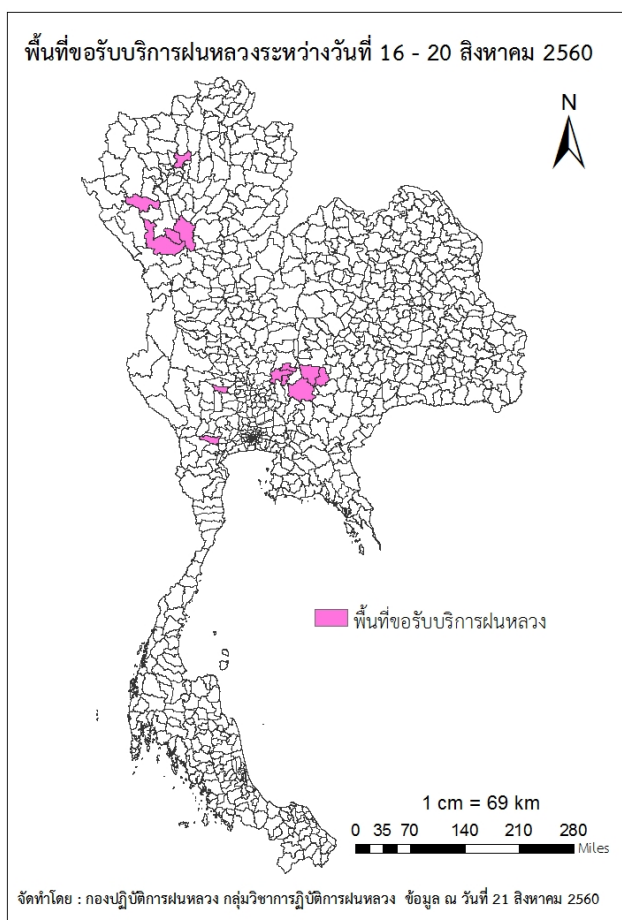 พื้นที่ขอรับบริการฝนหลวงระหว่างวันที่ 16 - 20 สิงหาคม 2560
N
พื้นที่ขอรับบริการฝนหลวง
1 cm = 69 km
0 35 70 140 210 280
Miles
จัดทำโดย : กองปฏิบัติการฝนหลวง กลุ่มวิชาการฏิบัติการฝนหลวง ข้อมูล ณ วันที่ 21 สิงหาคม 2560